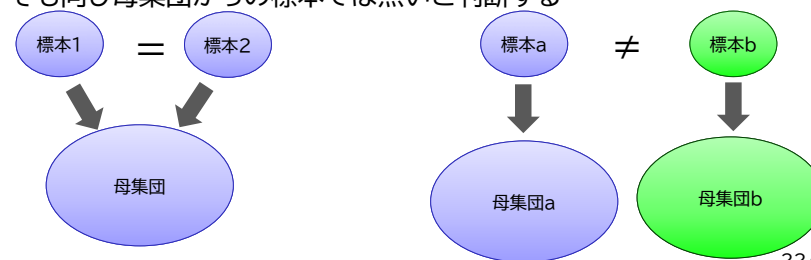 でも同じ母集団からの標本では無いと判断する
標本1 = 標本2
標本a ≠ 標本b
母集団
母集団a
母集団b
22